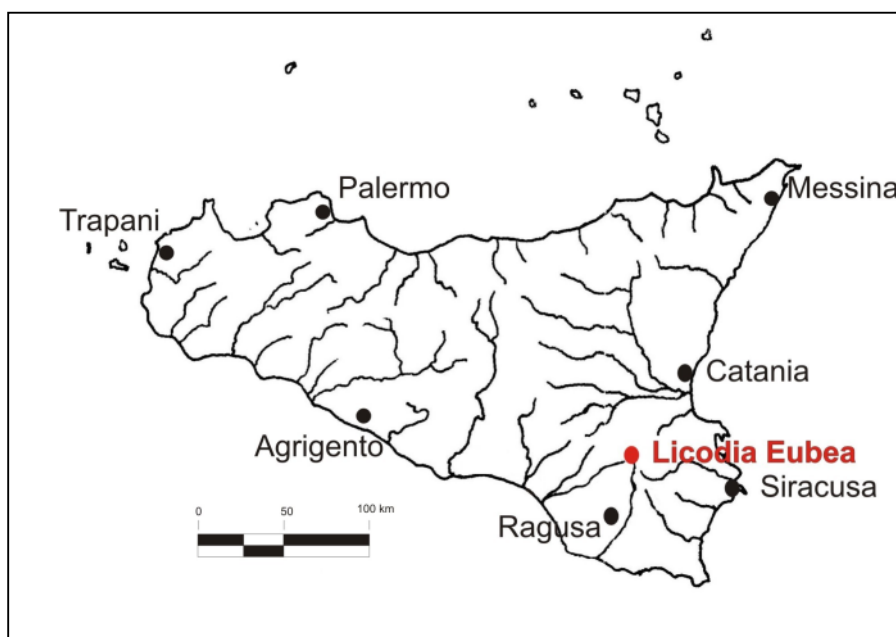 Palermo
Messina
Trapani
Catania
Agrigento
Licodia Eubea
Siracusa
Ragusa
0 50 100 km